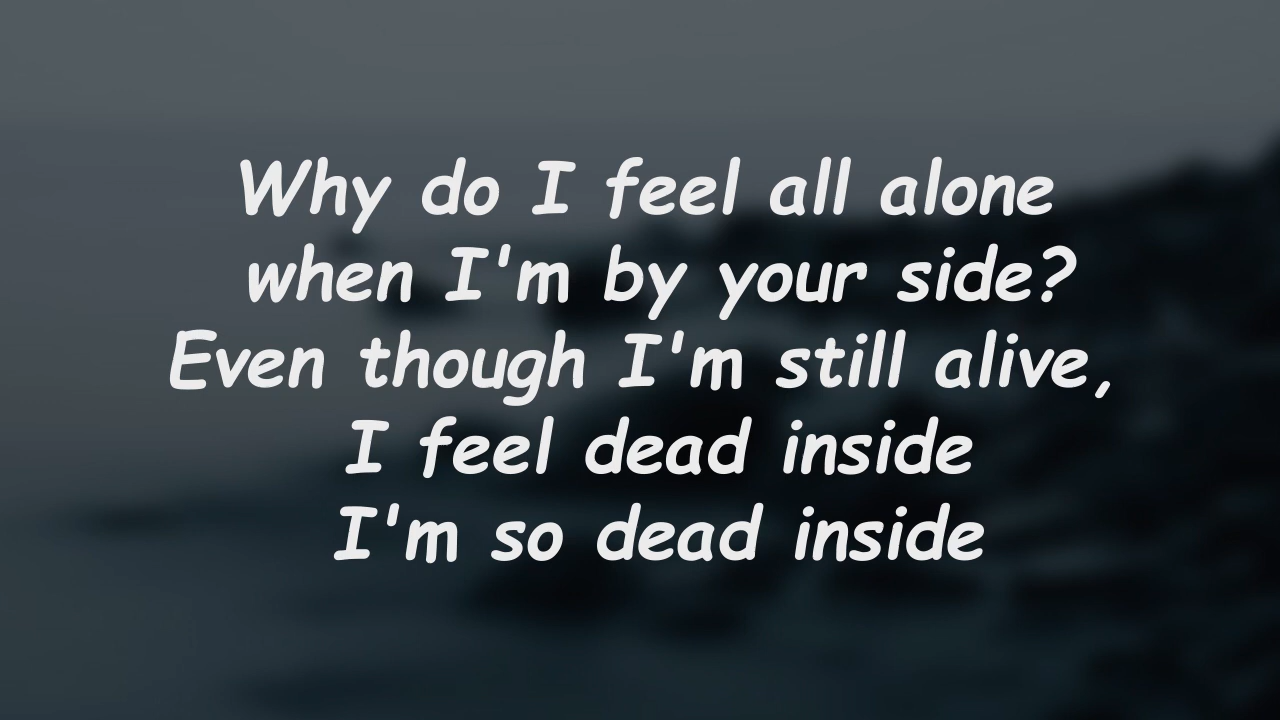 Why do I feel all alone
when I'm by your side?
Even though I'm still alive,
I feel dead inside
I'm so dead inside